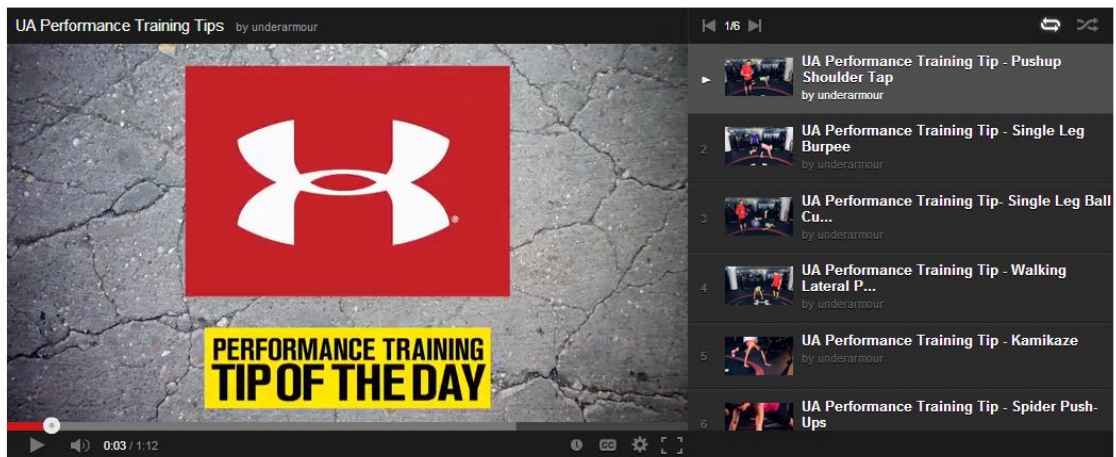 UA Performance Training Tips by underarmour
PERFORMANCE TRAINING
TIP OF THE DAY
0:03 / 1:12
CC
1/6
UA Performance Training Tip - Pushup
Shoulder Tap
by underarmour
2
UA Performance Training Tip - Single Leg
Burpee
by underarmour
3
UA Performance Training Tip- Single Leg Ball
Cu...
by underarmour
4
UA Performance Training Tip - Walking
Lateral P...
by underarmour
5
UA Performance Training Tip - Kamikaze
by underarmour
6
UA Performance Training Tip - Spider Push-
Ups